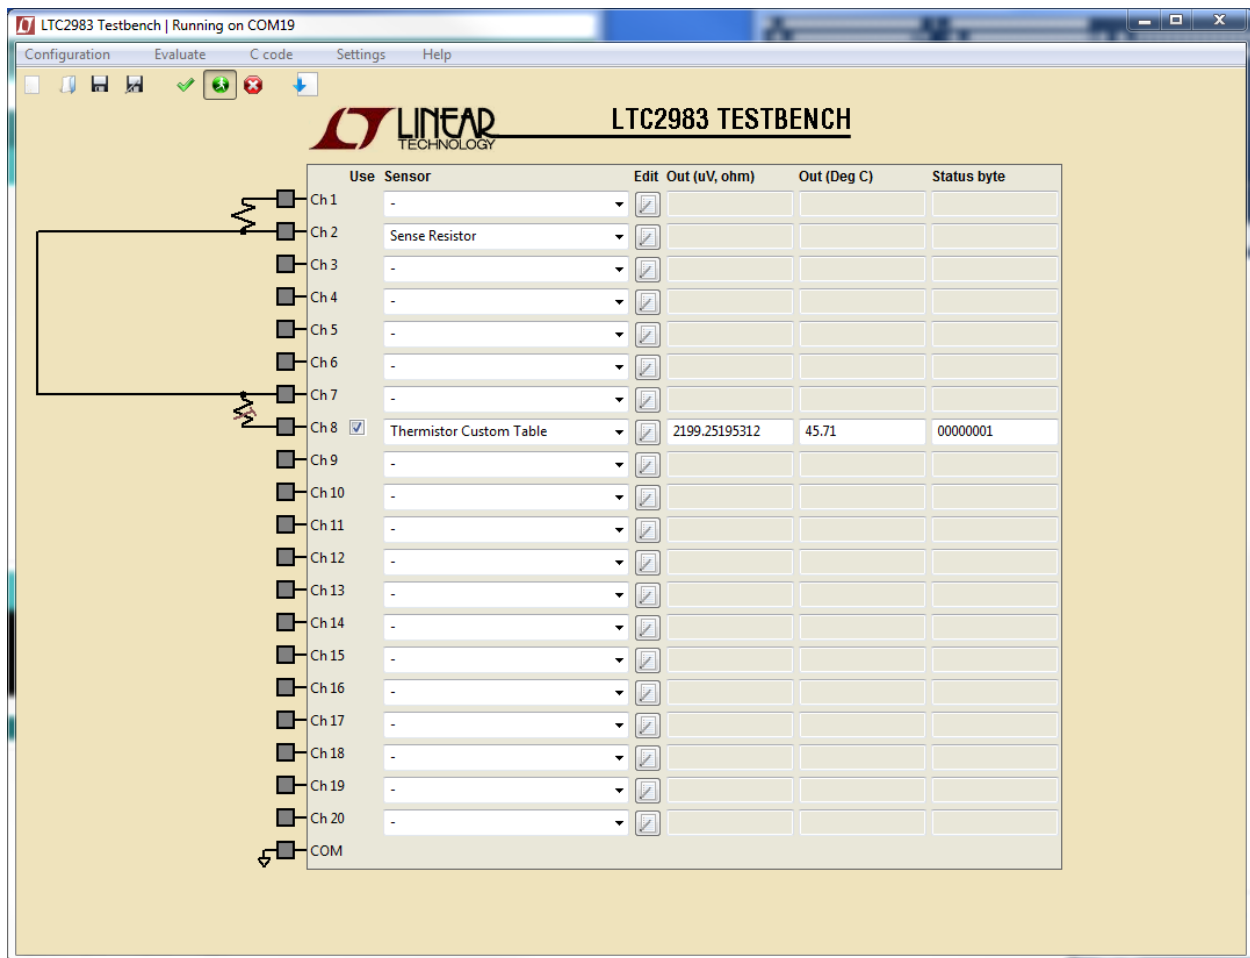 LTC2983 Testbench | Running on COM19
Configuration Evaluate C code Settings Help
LINEAR TECHNOLOGY
LTC2983 TESTBENCH
Use Sensor Edit Out (uV, ohm) Out (Deg C) Status byte
Ch 1 -
Ch 2 Sense Resistor
Ch 3 -
Ch 4 -
Ch 5 -
Ch 6 -
Ch 7 -
Ch 8 Thermistor Custom Table 2199.25195312 45.71 00000001
Ch 9 -
Ch 10 -
Ch 11 -
Ch 12 -
Ch 13 -
Ch 14 -
Ch 15 -
Ch 16 -
Ch 17 -
Ch 18 -
Ch 19 -
Ch 20 -
COM